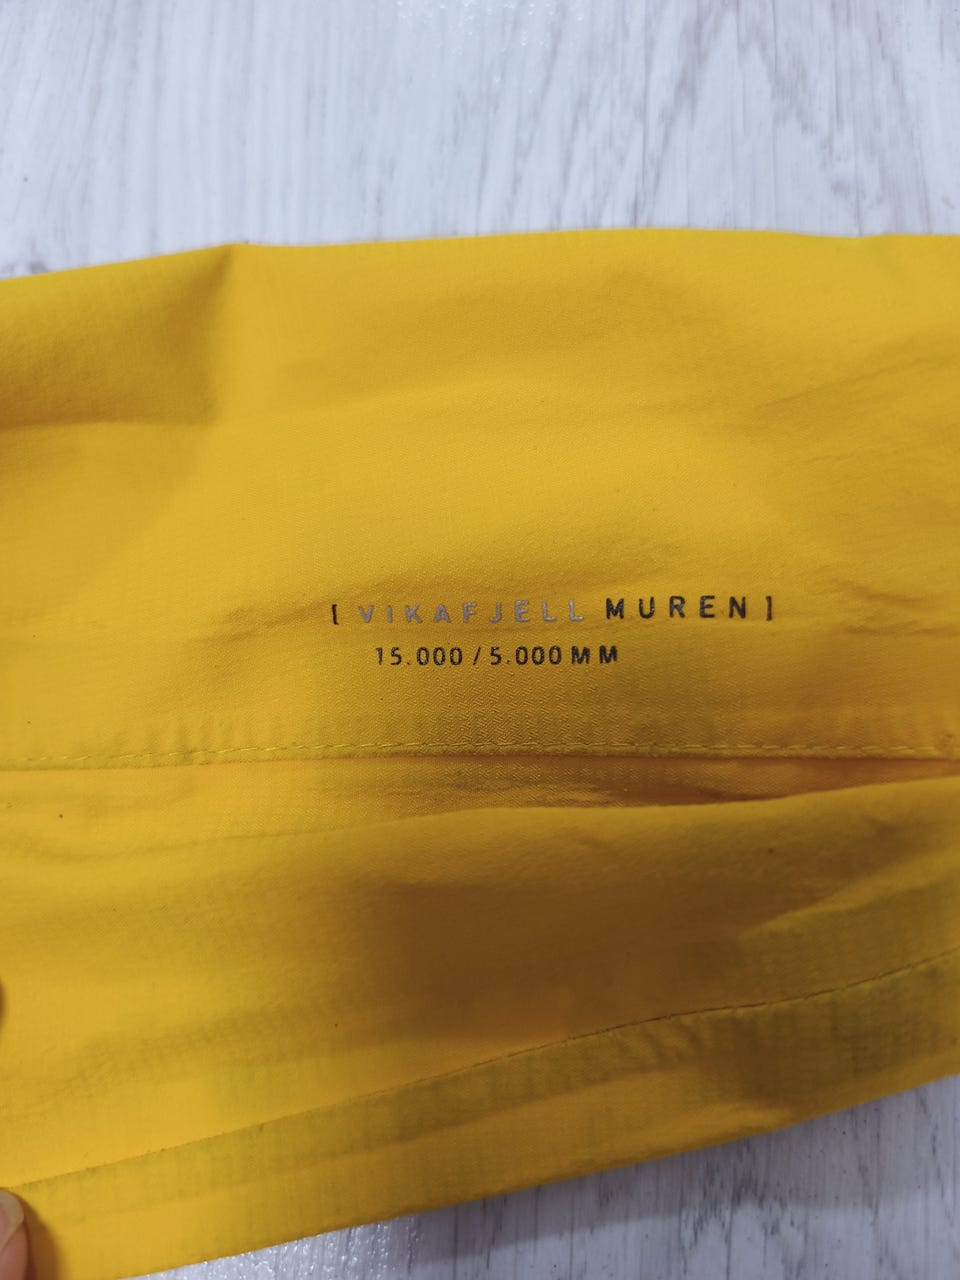 [ VIKAFJELL MUREN ]
15.000 / 5.000 MM